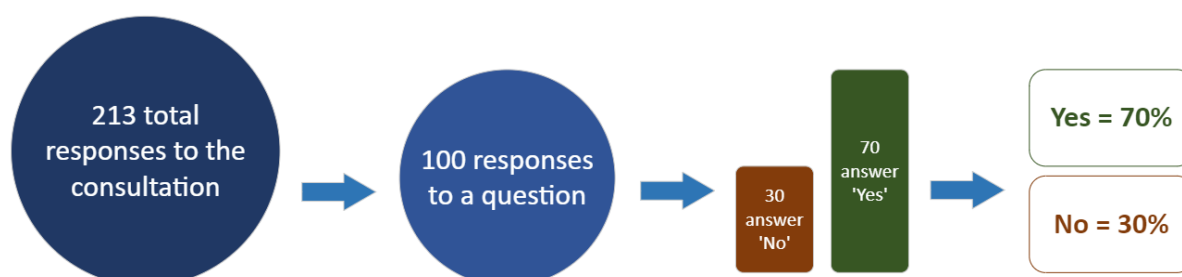 213 total
responses to the
consultation
100 responses
to a question
30
answer
'No'
70
answer
'Yes'
Yes = 70%
No = 30%